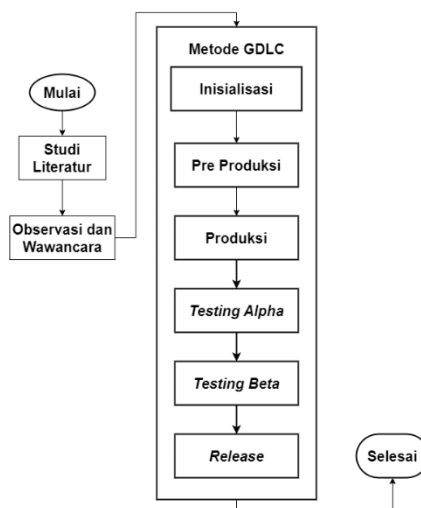 Mulai
Studi
Literatur
Observasi dan
Wawancara
Metode GDLC
Inisialisasi
Pre Produksi
Produksi
Testing Alpha
Testing Beta
Release
Selesai